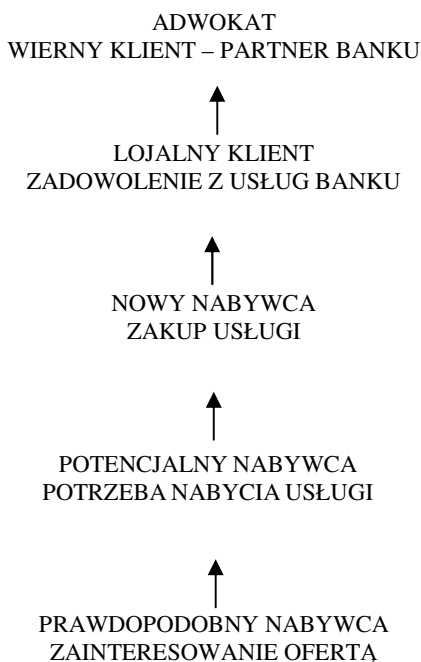 ADWOKAT
WIERNY KLIENT – PARTNER BANKU
LOJALNY KLIENT
ZADOWOLENIE Z USŁUG BANKU
NOWY NABYWCA
ZAKUP USŁUGI
POTENCJALNY NABYWCA
POTRZEBA NABYCIA USŁUGI
PRAWDOPODOBNY NABYWCA
ZAINTERESOWANIE OFERTĄ